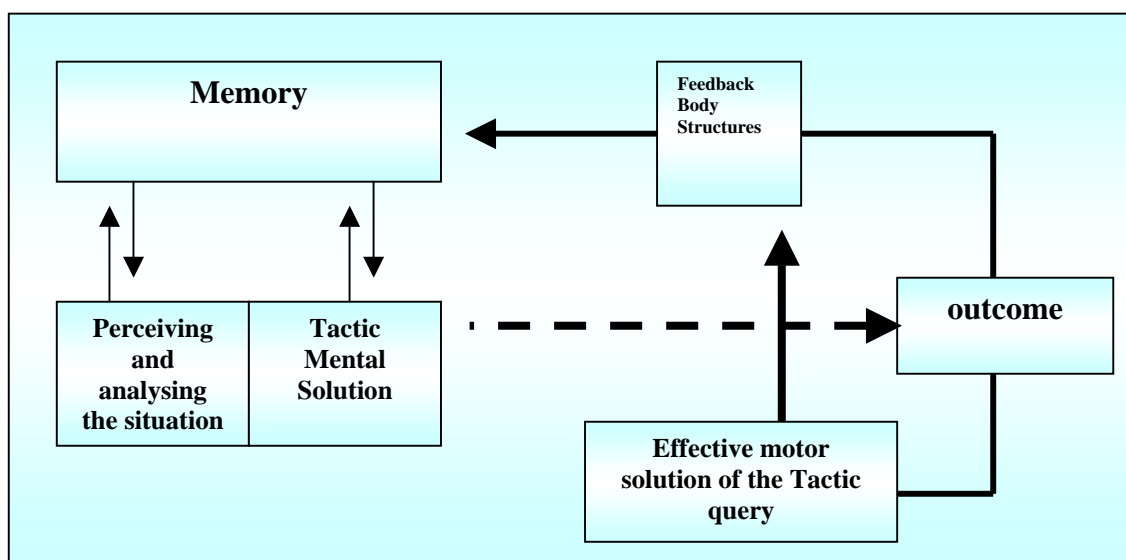 Memory
Feedback
Body
Structures
Perceiving
and
analysing
the situation
Tactic
Mental
Solution
outcome
Effective motor
solution of the Tactic
query